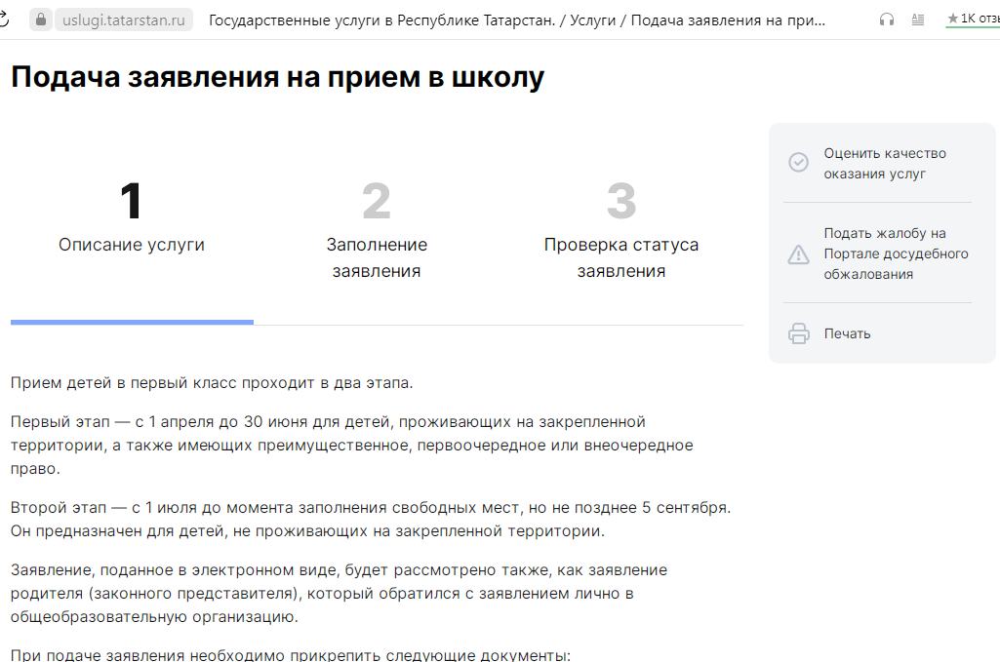 uslugi.tatarstan.ru Государственные услуги в Республике Татарстан. / Услуги / Подача заявления на при... 1K
Подача заявления на прием в школу
1
Описание услуги
2
Заполнение
заявления
3
Проверка статуса
заявления
Оценить качество
оказания услуг
Подать жалобу на
Портале досудебного
обжалования
Печать
Прием детей в первый класс проходит в два этапа.
Первый этап — с 1 апреля до 30 июня для детей, проживающих на закрепленной
территории, а также имеющих преимущественное, первоочередное или внеочередное
право.
Второй этап — с 1 июля до момента заполнения свободных мест, но не позднее 5 сентября.
Он предназначен для детей, не проживающих на закрепленной территории.
Заявление, поданное в электронном виде, будет рассмотрено также, как заявление
родителя (законного представителя), который обратился с заявлением лично в
общеобразовательную организацию.
При подаче заявления необходимо прикрепить следующие документы: